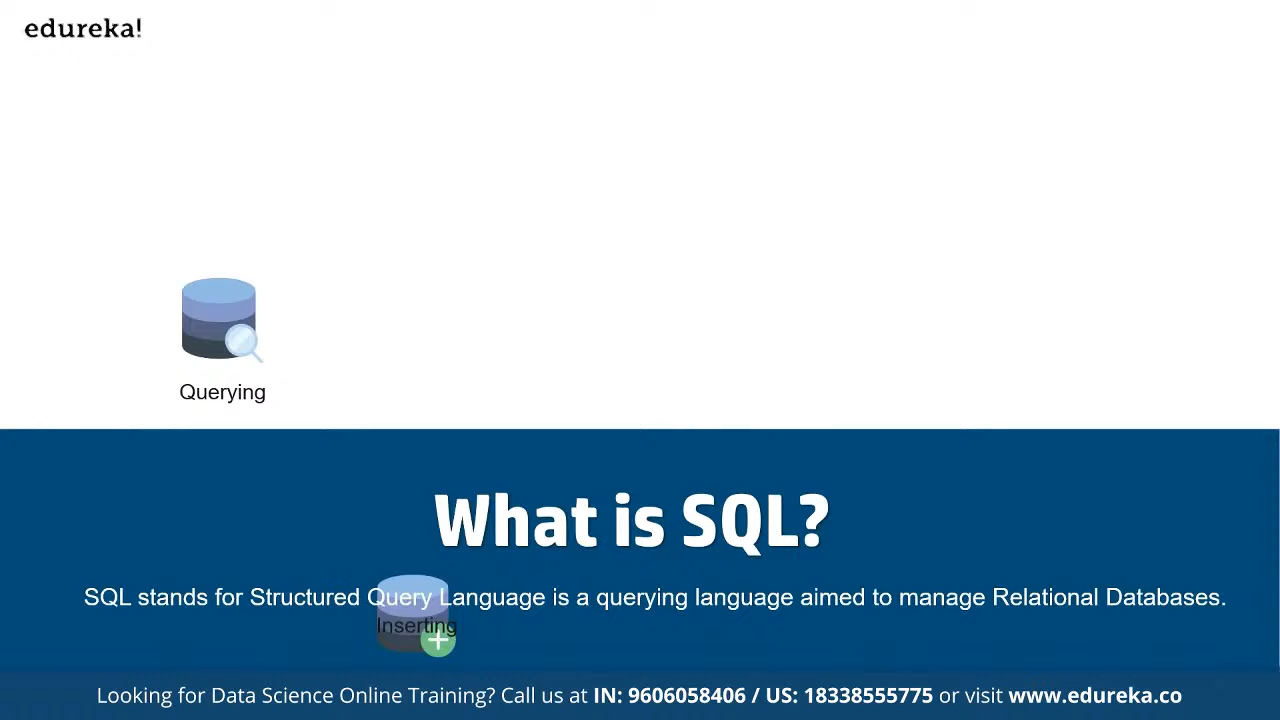 edureka!
Querying
What is SQL?
SQL stands for Structured Query Language is a querying language aimed to manage Relational Databases.
Inserting
Looking for Data Science Online Training? Call us at IN: 9606058406 / US: 18338555775 or visit www.edureka.co